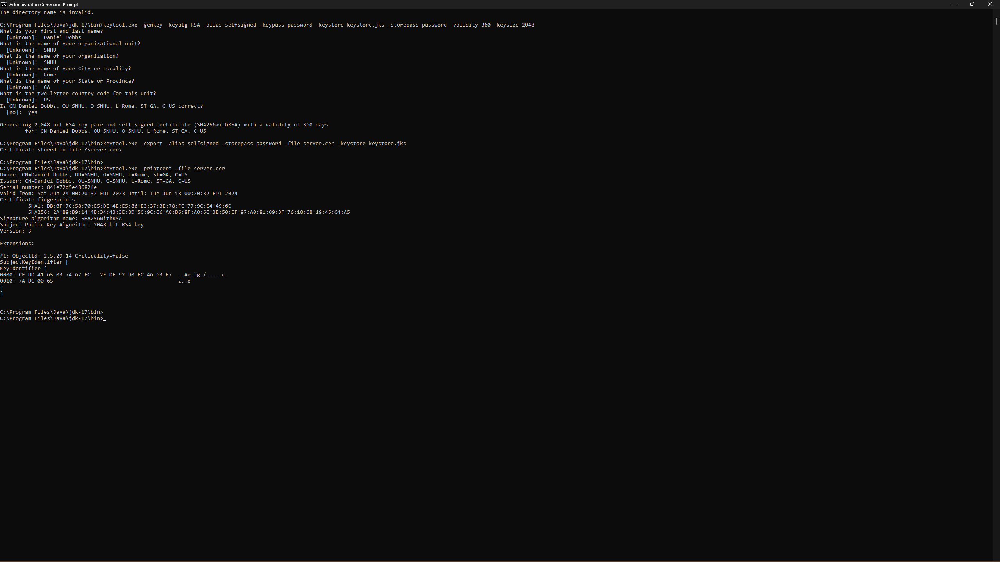 Administrator: Command Prompt
The directory name is invalid.
C:\Program Files\Java\jdk-17\bin>keytool.exe -genkey -keyalg RSA -alias selfsigned -keypass password -keystore keystore.jks -storepass password -validity 360 -keysize 2048
What is your first and last name?
[Unknown]:  Daniel Dobbs
What is the name of your organizational unit?
[Unknown]:  SNHU
What is the name of your organization?
[Unknown]:  SNHU
What is the name of your City or Locality?
[Unknown]:  Rome
What is the name of your State or Province?
[Unknown]:  GA
What is the two-letter country code for this unit?
[Unknown]:  US
Is CN=Daniel Dobbs, OU=SNHU, O=SNHU, L=Rome, ST=GA, C=US correct?
[no]:  yes
Generating 2,048 bit RSA key pair and self-signed certificate (SHA256withRSA) with a validity of 360 days
for: CN=Daniel Dobbs, OU=SNHU, O=SNHU, L=Rome, ST=GA, C=US
C:\Program Files\Java\jdk-17\bin>keytool.exe -export -alias selfsigned -storepass password -file server.cer -keystore keystore.jks
Certificate stored in file <server.cer>
C:\Program Files\Java\jdk-17\bin>
C:\Program Files\Java\jdk-17\bin>keytool.exe -printcert -file server.cer
Owner: CN=Daniel Dobbs, OU=SNHU, O=SNHU, L=Rome, ST=GA, C=US
Issuer: CN=Daniel Dobbs, OU=SNHU, O=SNHU, L=Rome, ST=GA, C=US
Serial number: 841e72d5e48682fe
Valid from: Sat Jun 24 00:20:32 EDT 2023 until: Tue Jun 18 00:20:32 EDT 2024
Certificate fingerprints:
SHA1: DB:0F:7C:58:70:E5:DE:4E:E5:86:E3:37:3E:78:FC:77:9C:E4:49:6C
SHA256: 2A:B9:B9:14:4B:34:43:3E:8D:5C:9C:C6:A8:B6:8F:A0:6C:3E:50:EF:97:A0:81:09:3F:76:18:6B:19:45:C4:A5
Signature algorithm name: SHA256withRSA
Subject Public Key Algorithm: 2048-bit RSA key
Version: 3
Extensions:
#1: ObjectId: 2.5.29.14 Criticality=false
SubjectKeyIdentifier [
KeyIdentifier [
0000: CF DD 41 65 03 74 67 EC   2F DF 92 90 EC A6 63 F7  ..Ae.tg./.....c.
0010: 7A DC 00 65                                        z..e
]
]
C:\Program Files\Java\jdk-17\bin>
C:\Program Files\Java\jdk-17\bin>